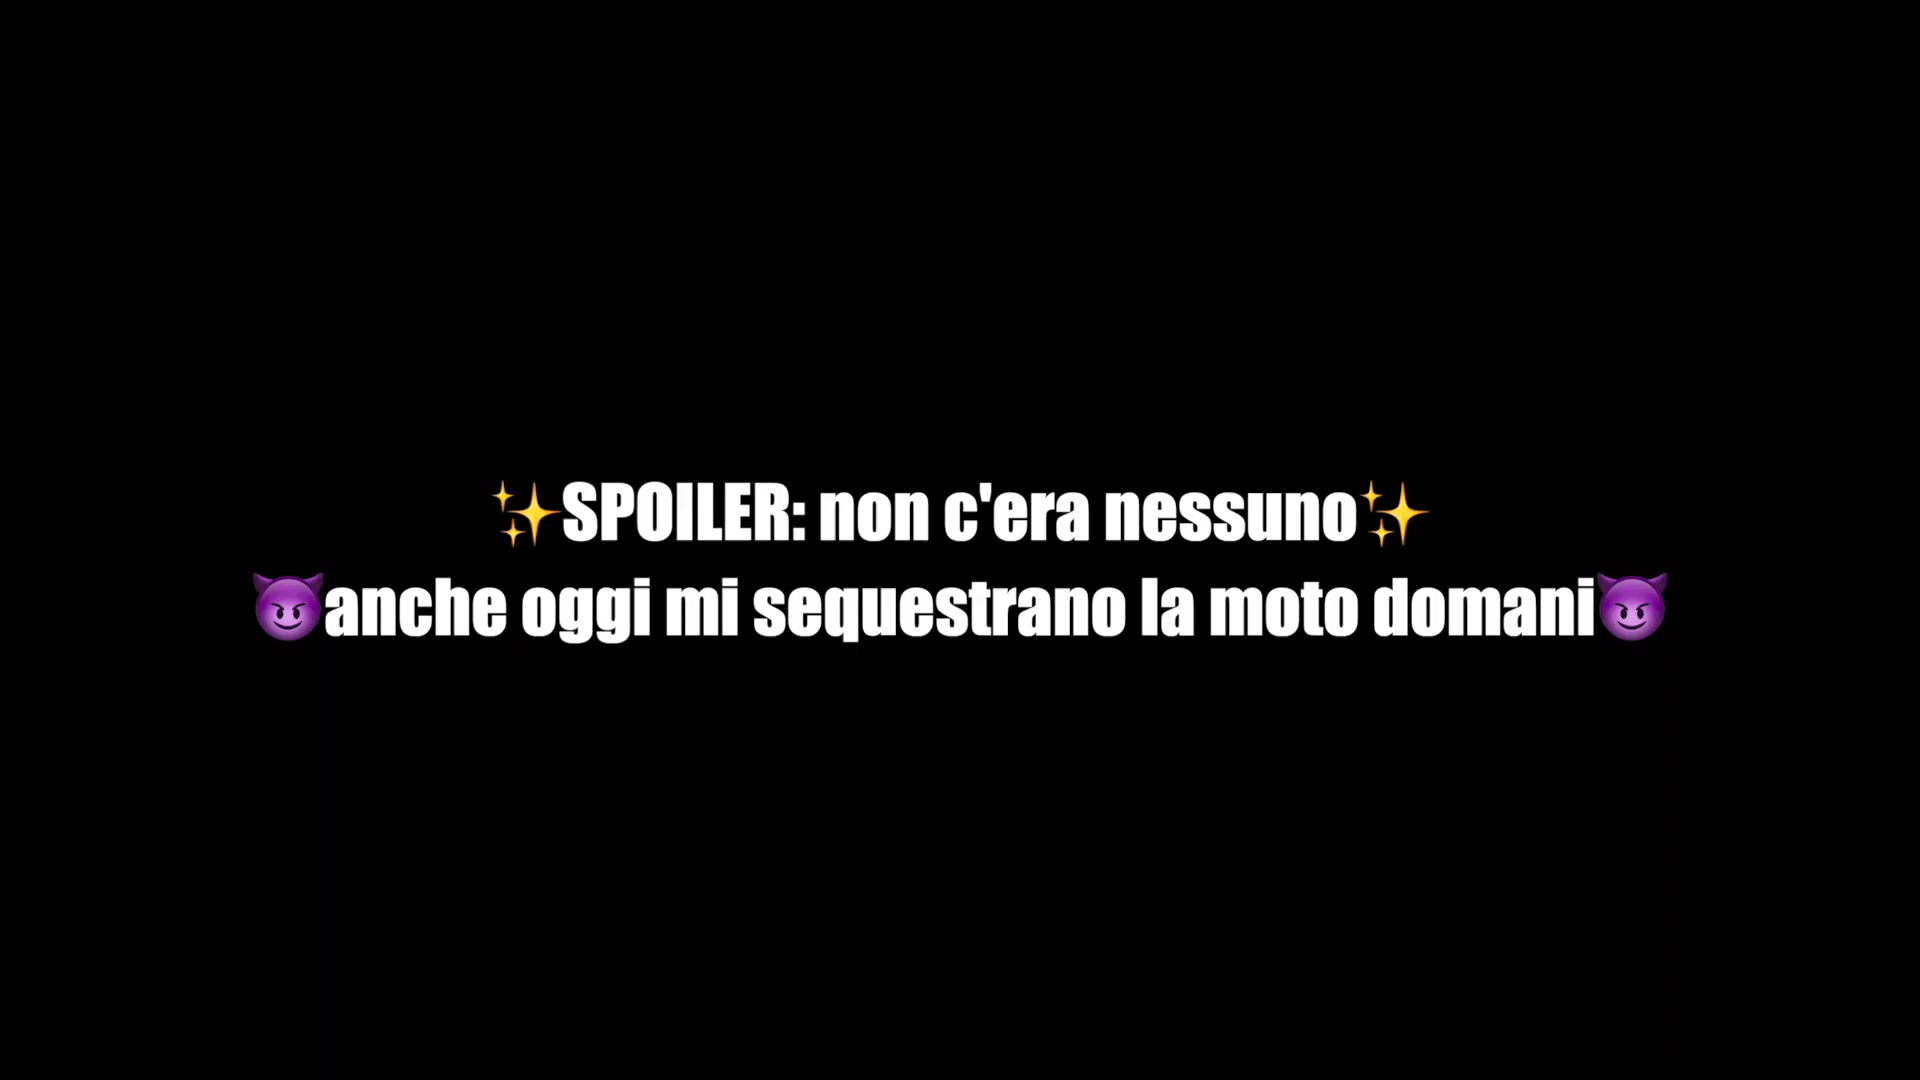 ✨SPOILER: non c'era nessuno✨
😈anche oggi mi sequestrano la moto domani😈